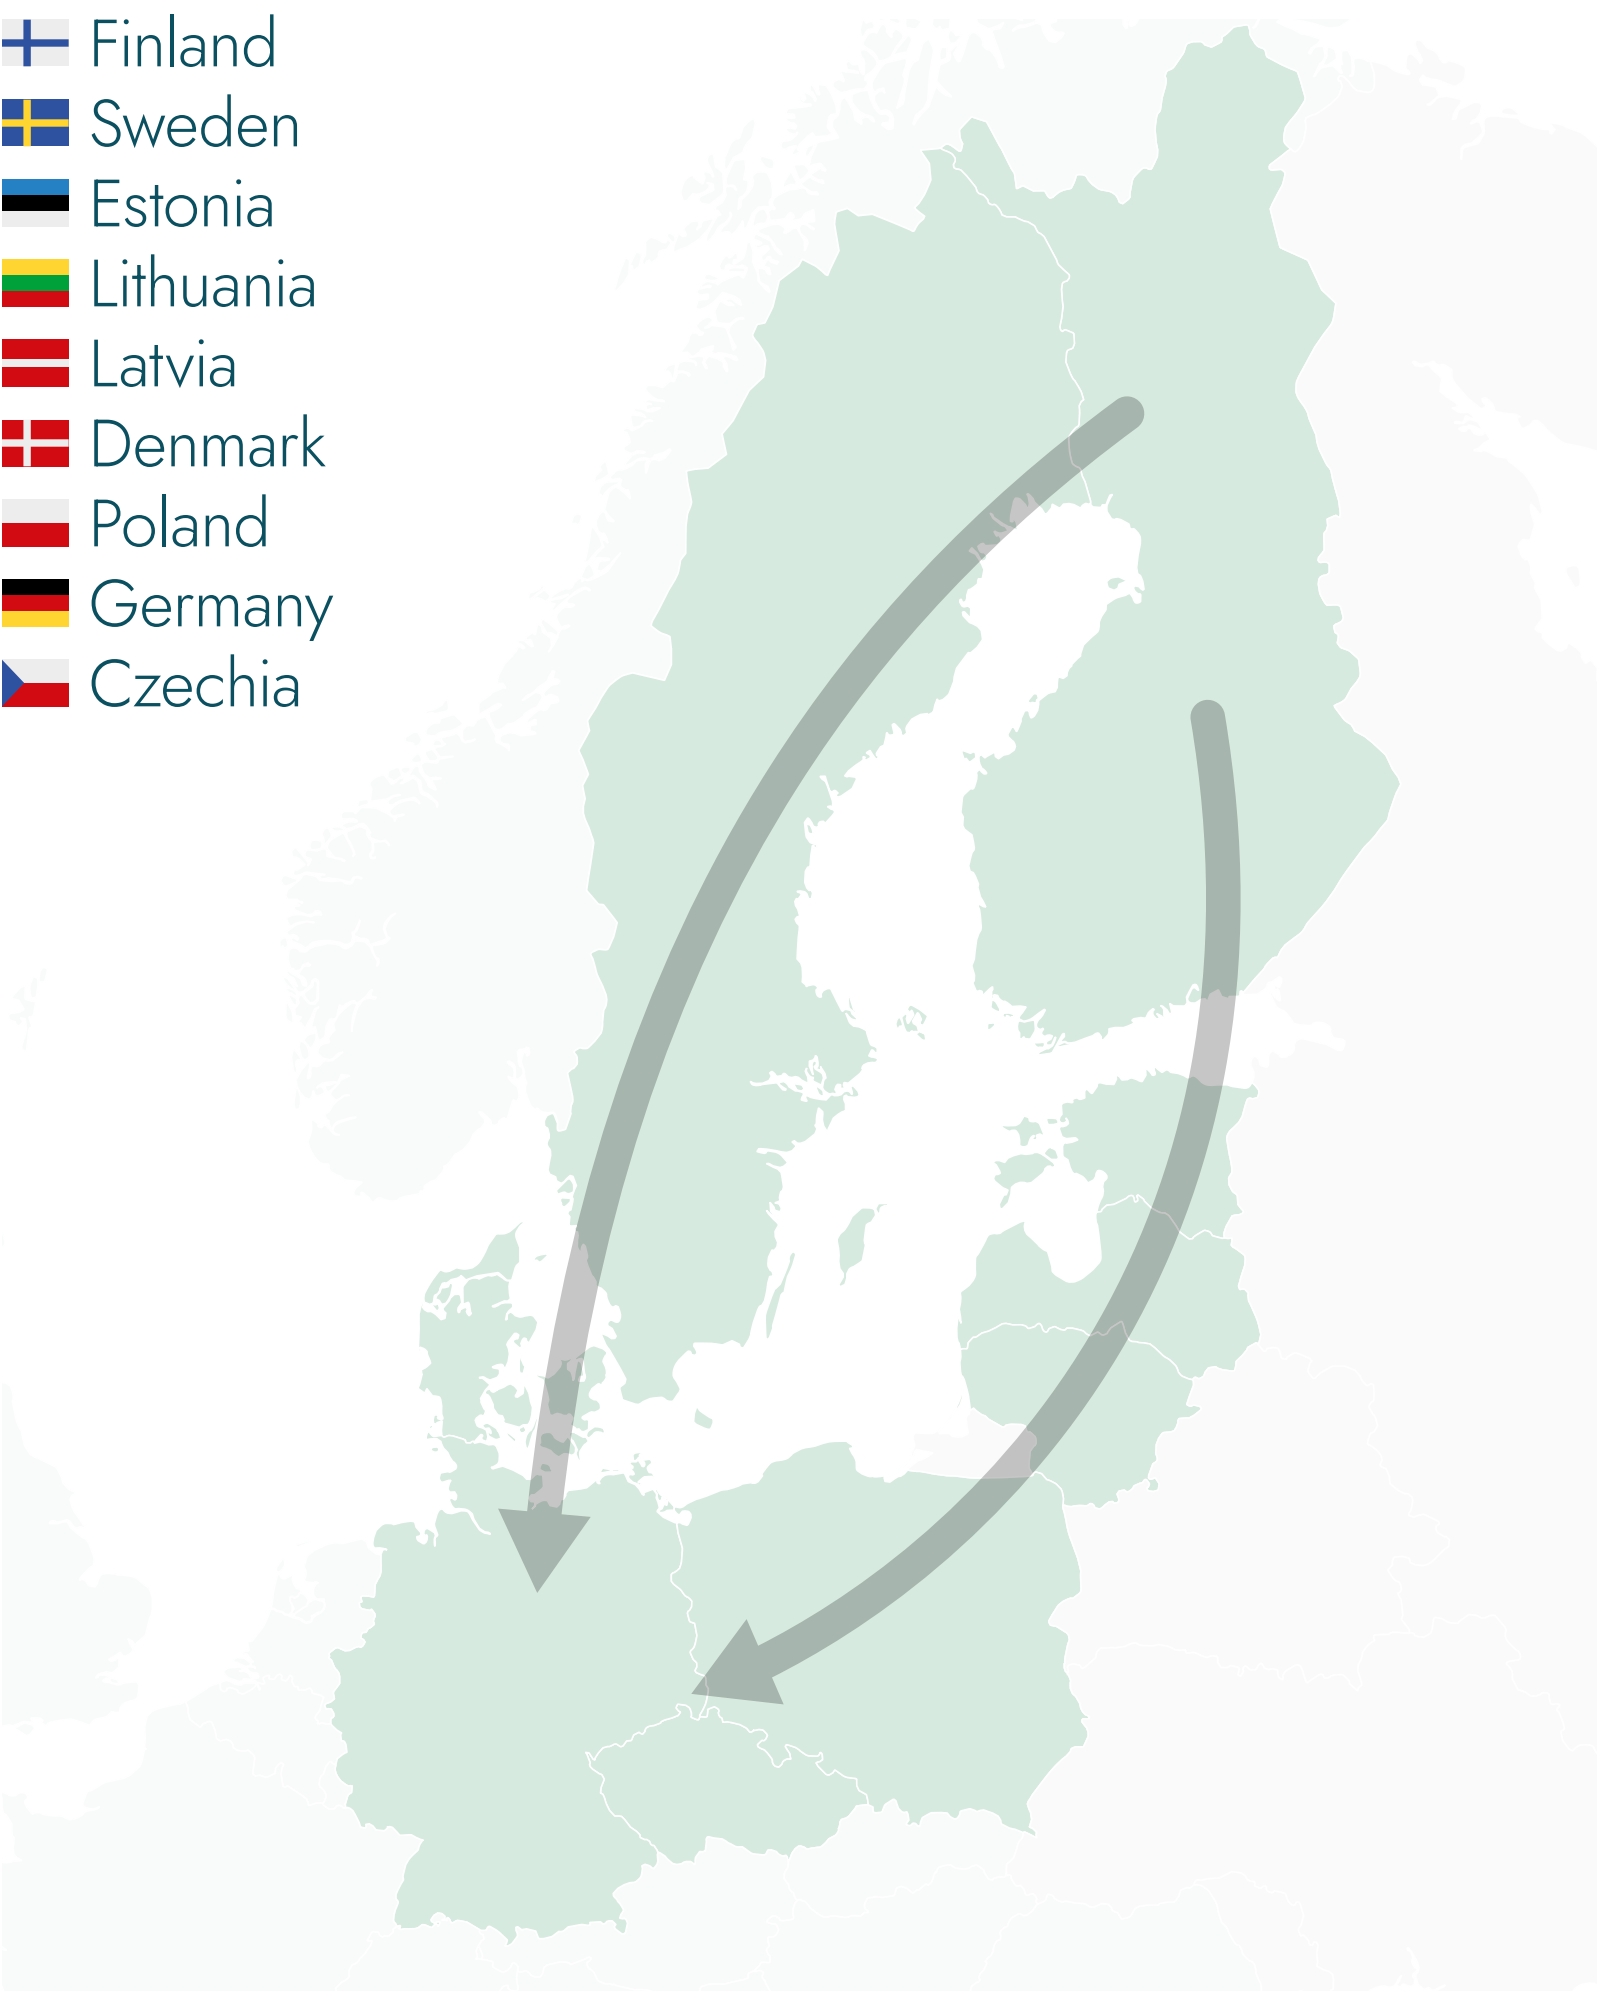 Finland
Sweden
Estonia
Lithuania
Latvia
Denmark
Poland
Germany
Czechia